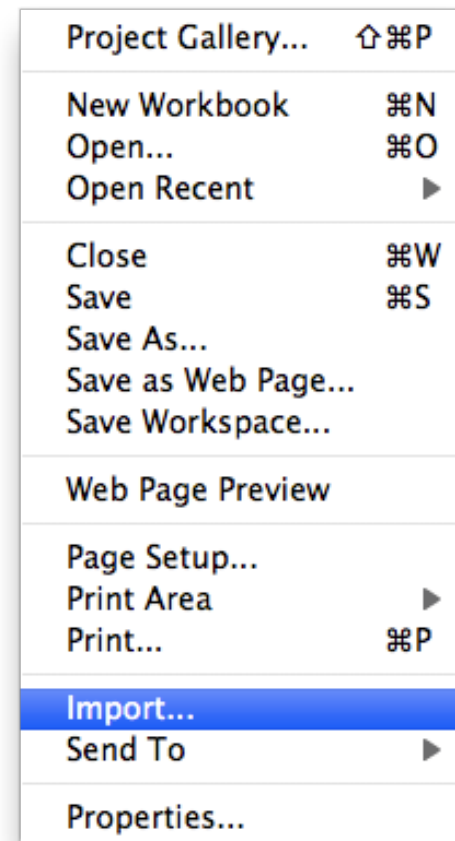 Project Gallery... ⇧⌘P
New Workbook ⌘N
Open... ⌘O
Open Recent ▶
Close ⌘W
Save ⌘S
Save As...
Save as Web Page...
Save Workspace...
Web Page Preview
Page Setup...
Print Area ▶
Print... ⌘P
Import...
Send To ▶
Properties...